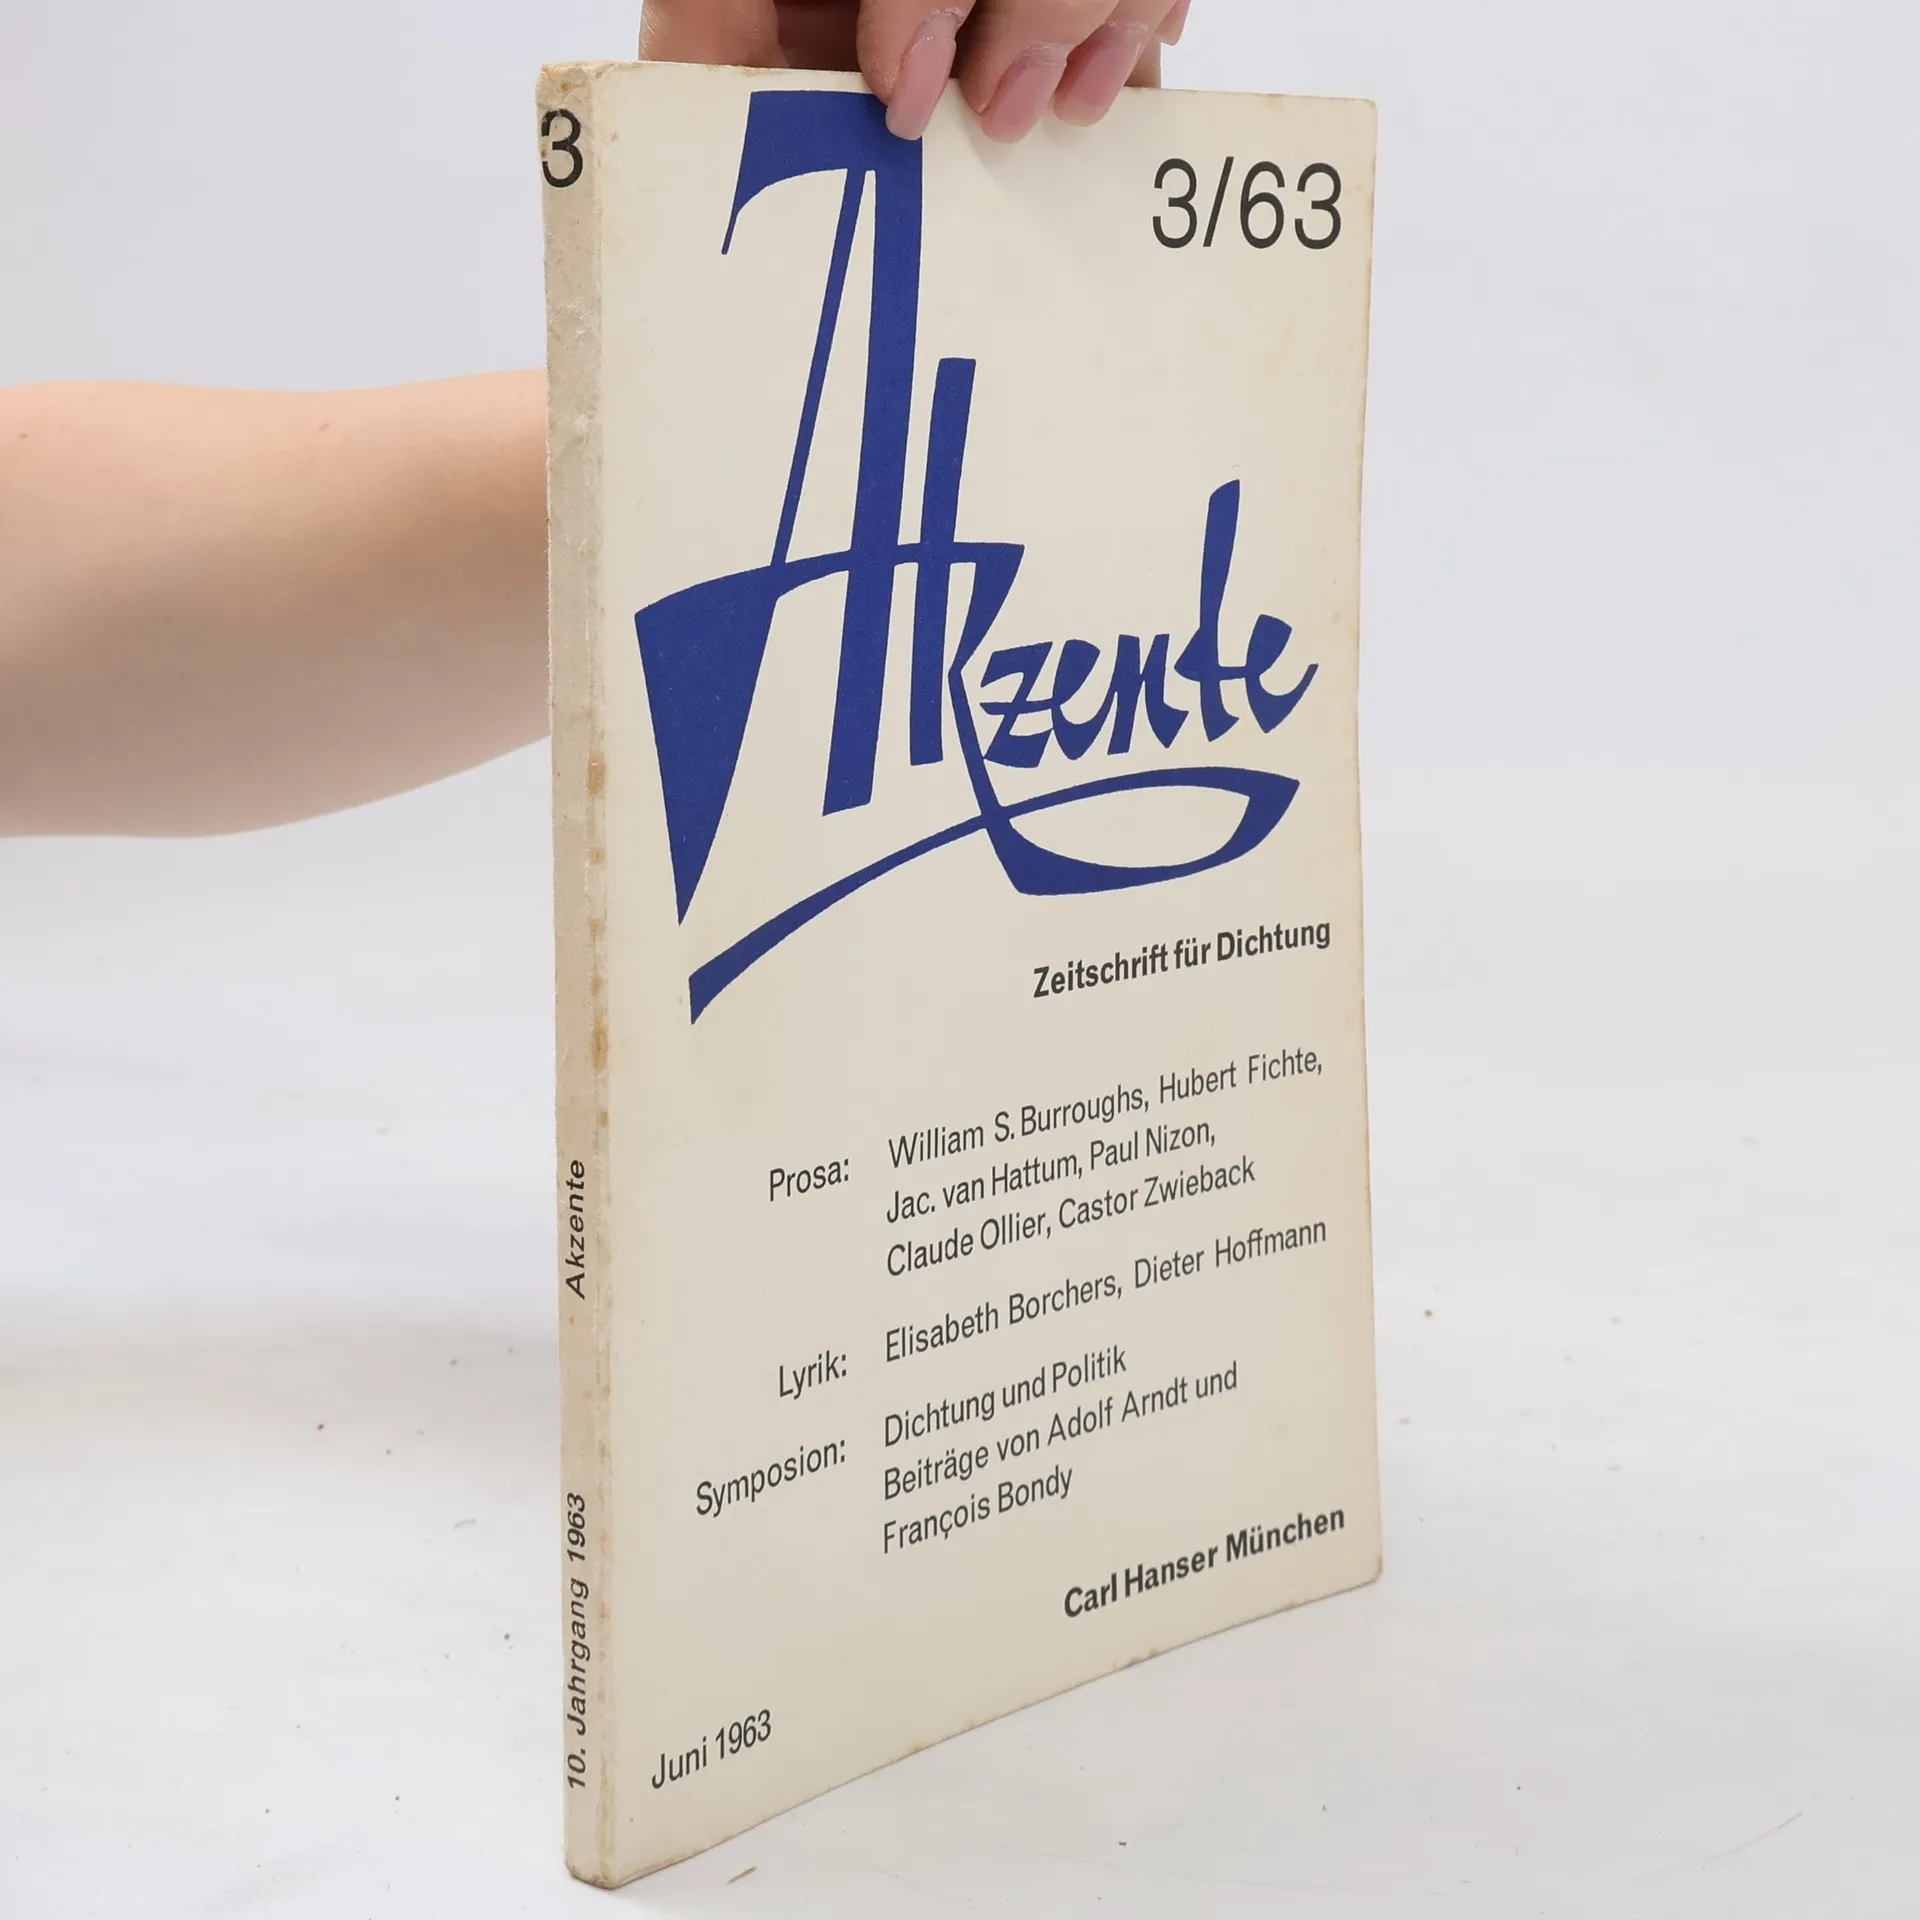 3
Akzente
10. Jahrgang 1963
3/63
Akzente
Zeitschrift für Dichtung
Prosa: William S. Burroughs, Hubert Fichte,
Jac. van Hattum, Paul Nizon,
Claude Ollier, Castor Zwieback
Lyrik: Elisabeth Borchers, Dieter Hoffmann
Symposion: Dichtung und Politik
Beiträge von Adolf Arndt und
François Bondy
Carl Hanser München
Juni 1963